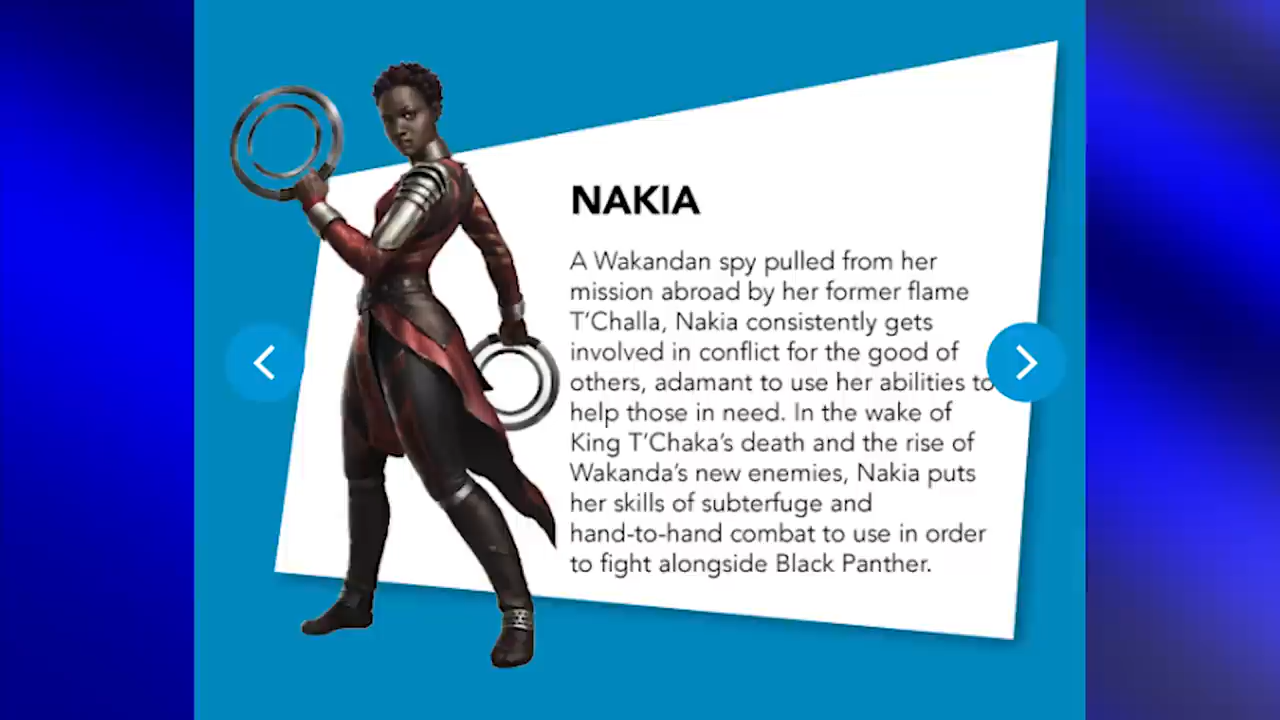 NAKIA
A Wakandan spy pulled from her
mission abroad by her former flame
T’Challa, Nakia consistently gets
involved in conflict for the good of
others, adamant to use her abilities to
help those in need. In the wake of
King T’Chaka’s death and the rise of
Wakanda’s new enemies, Nakia puts
her skills of subterfuge and
hand-to-hand combat to use in order
to fight alongside Black Panther.